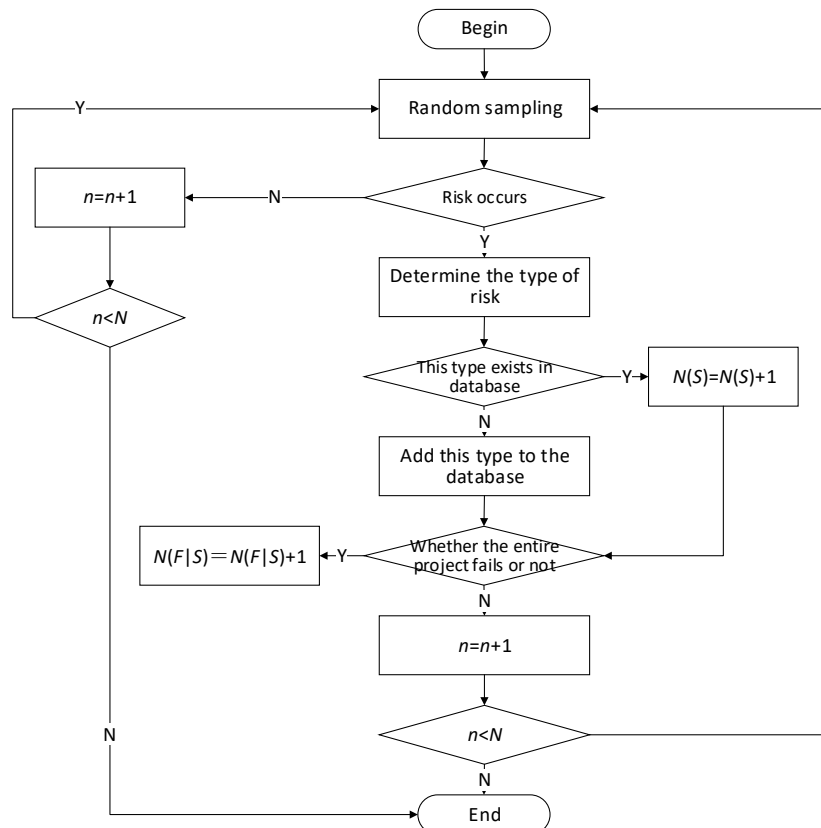 Begin
Y
Random sampling
n=n+1
N
Risk occurs
Y
Determine the type of
risk
n<N
This type exists in
database
Y
N(S)=N(S)+1
N
Add this type to the
database
N(F|S)＝N(F|S)+1
Y
Whether the entire
project fails or not
N
n=n+1
N
n<N
N
End